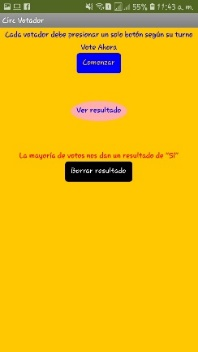 55% 11:43 a. m.
Circ Votador
Cada votador debe presionar un solo botón según su turno
Vote Ahora
Comenzar
Ver resultado
La mayoría de votos nos dan un resultado de "SI"
Borrar resultado